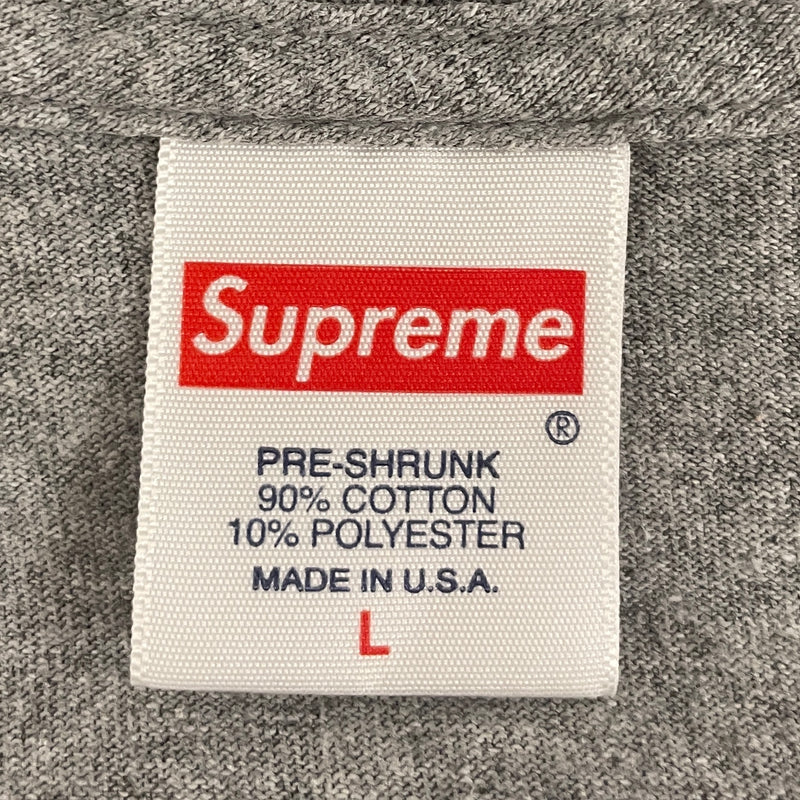 Supreme
®
PRE-SHRUNK
90% COTTON
10% POLYESTER
MADE IN U.S.A.
L